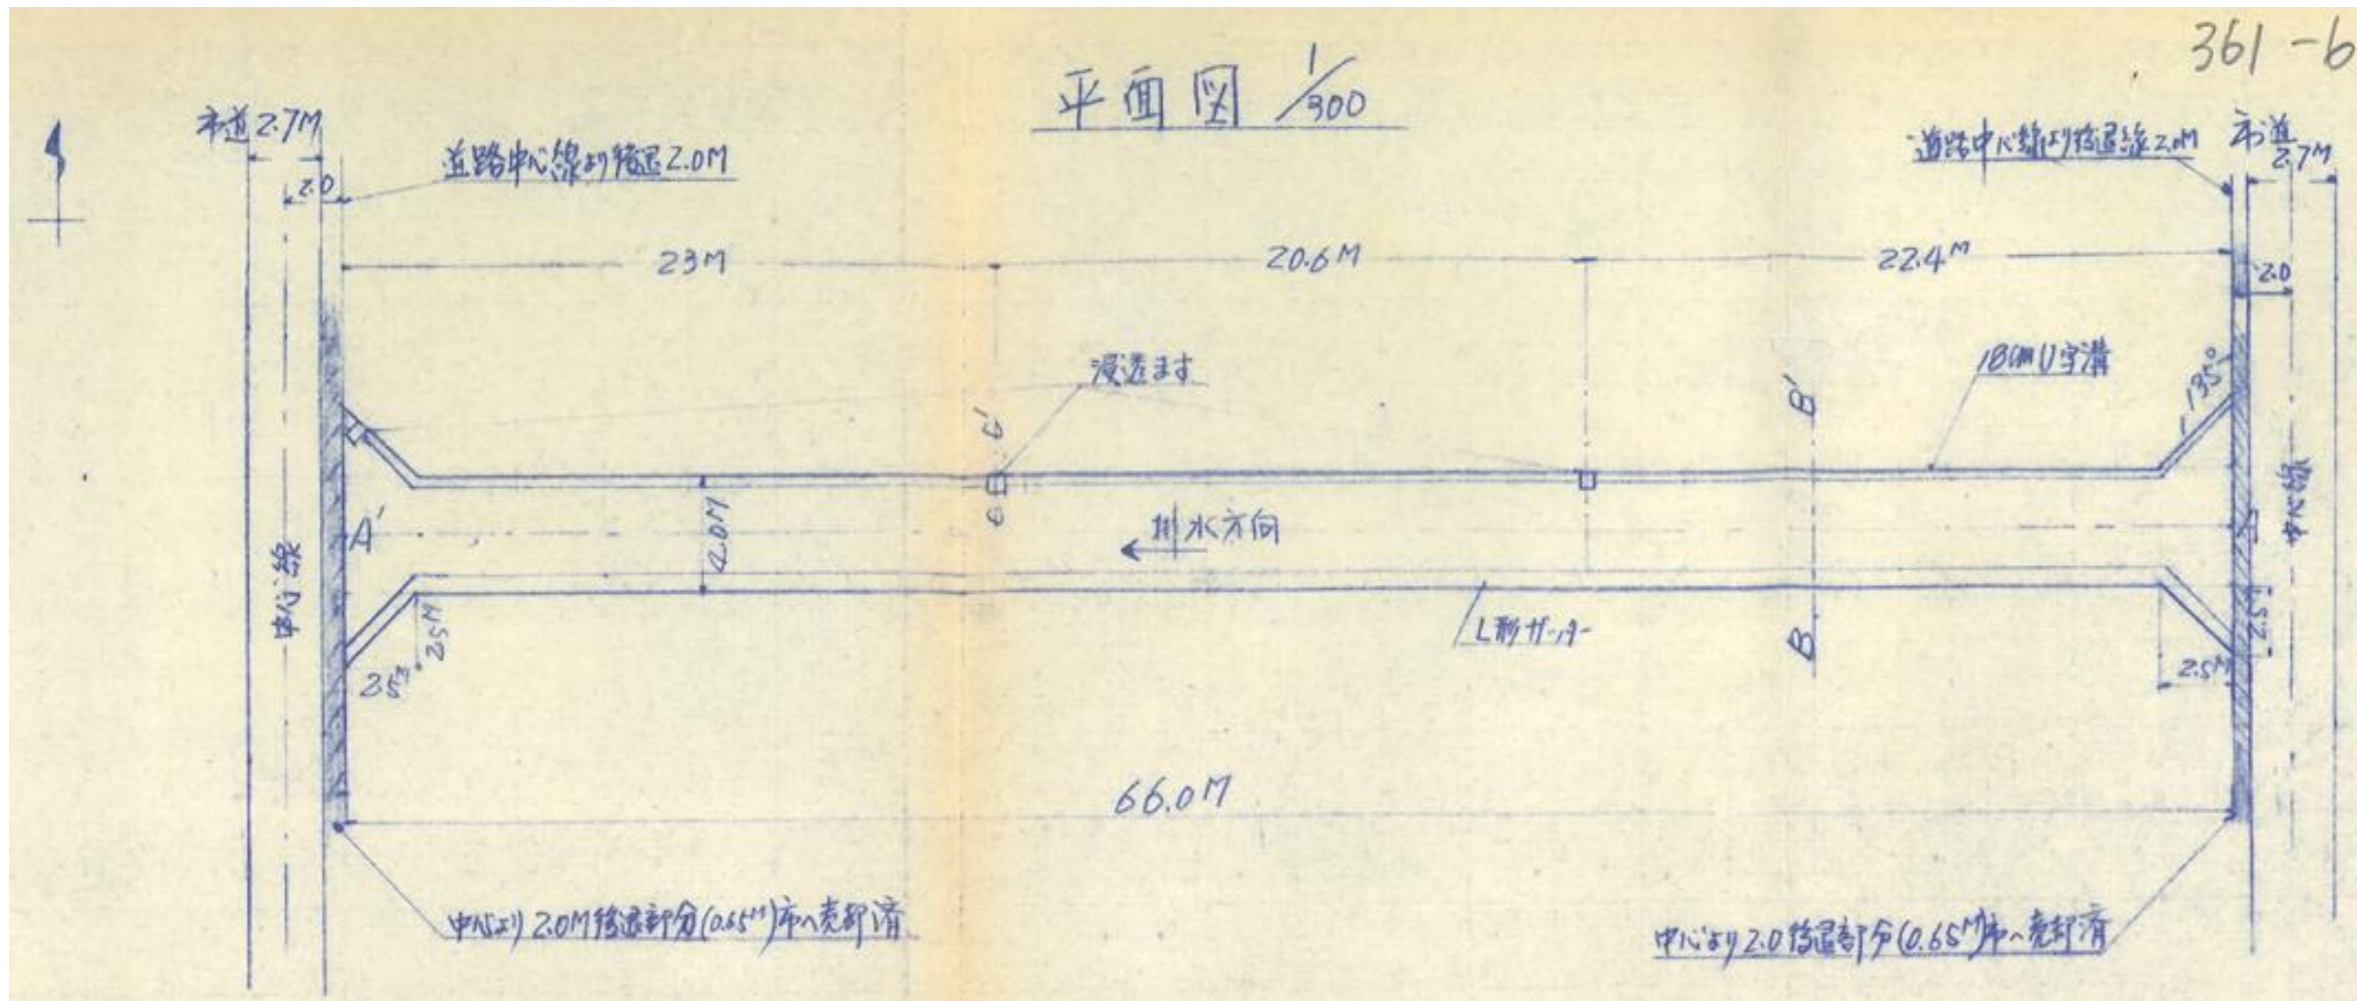 361-6
平面図 1/300
市道2.7M
道路中心線より後退2.0M
2.0
道路中心線より後退線2.0M
市道
2.7M
23M
20.6M
22.4M
2.0
浸透ます
18cmU字溝
135°
C'
B'
A'
4.0M
C
排水方向
A
中心線
中心線
L形ガーター
B
2.5M
2.5M
2.5M
2.5M
66.0M
中心より2.0M後退部分(0.65M)市へ売却済
中心より2.0後退部分(0.65M)市へ売却済